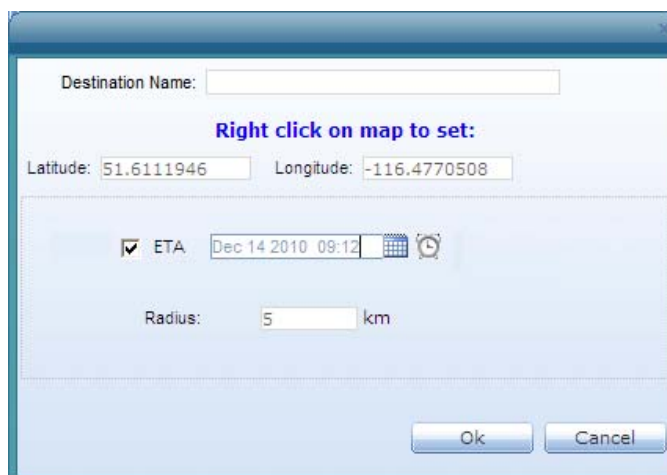 Destination Name:
Right click on map to set:
Latitude: 51.6111946 Longitude: -116.4770508
ETA Dec 14 2010 09:12
Radius: 5 km
Ok Cancel